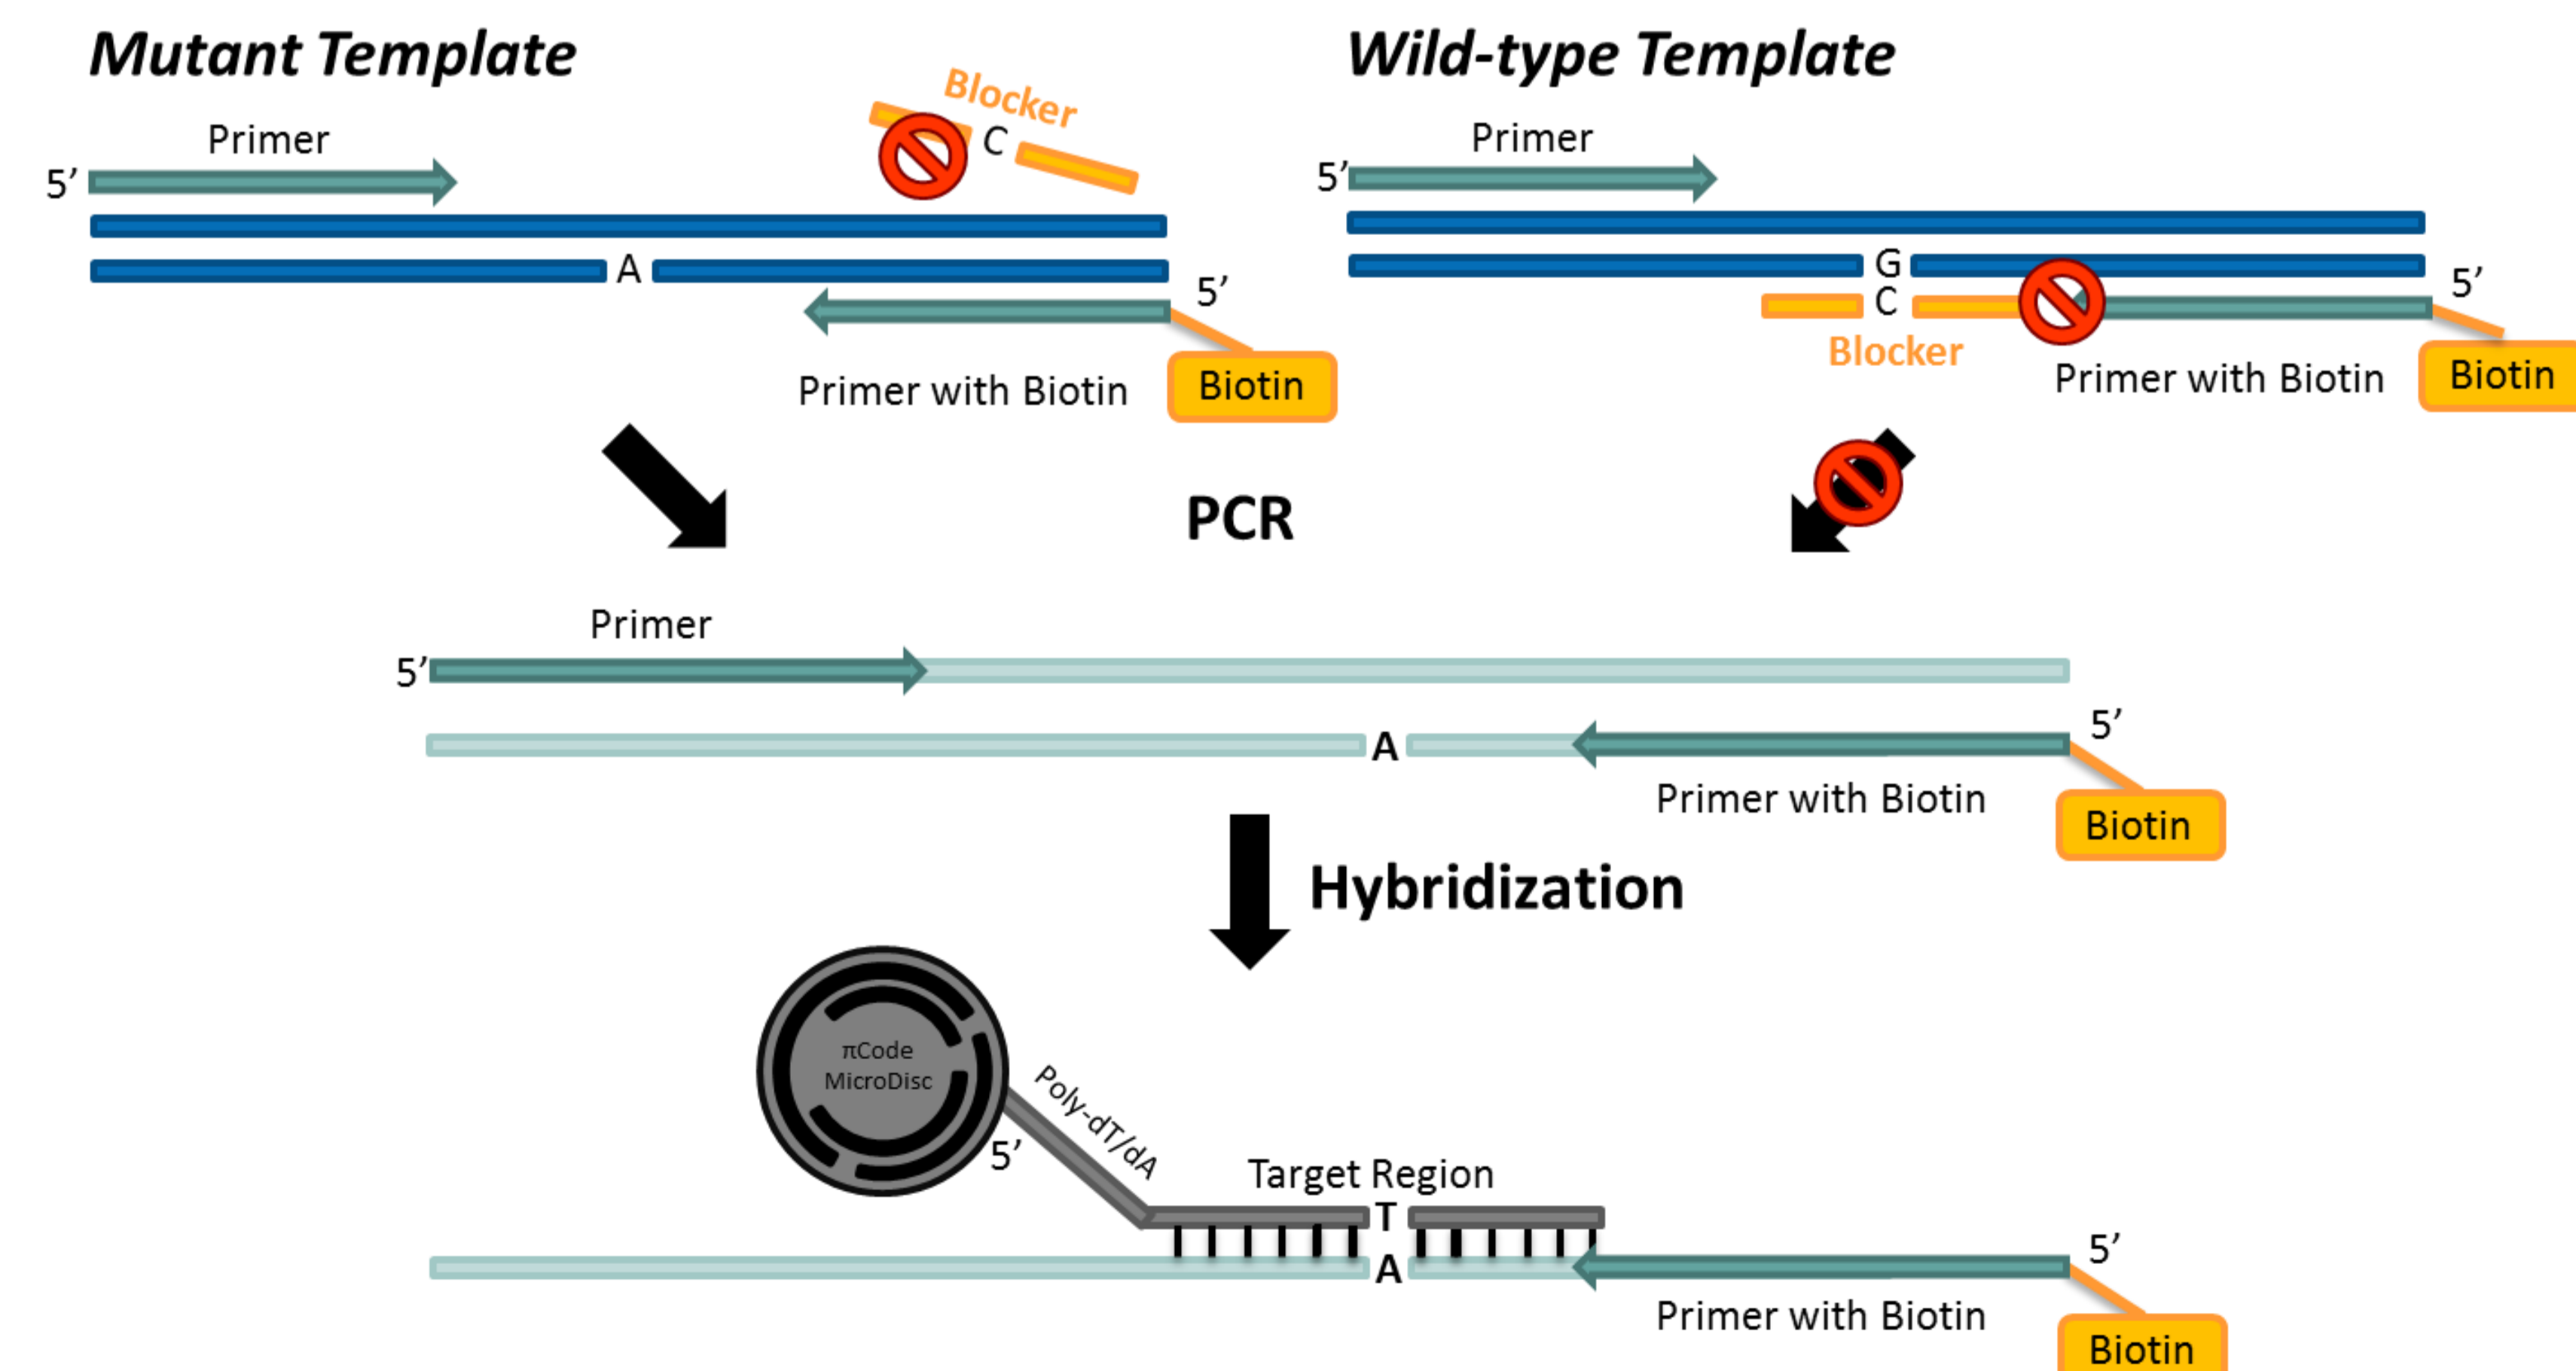 Mutant Template
Blocker
C
Primer
5’
A
5’
Primer with Biotin
Biotin
Wild-type Template
Primer
5’
G
C
5’
Blocker
Primer with Biotin
Biotin
PCR
Primer
5’
A
5’
Primer with Biotin
Biotin
Hybridization
πCode
MicroDisc
5’
Poly-dT/dA
Target Region
T
A
5’
Primer with Biotin
Biotin